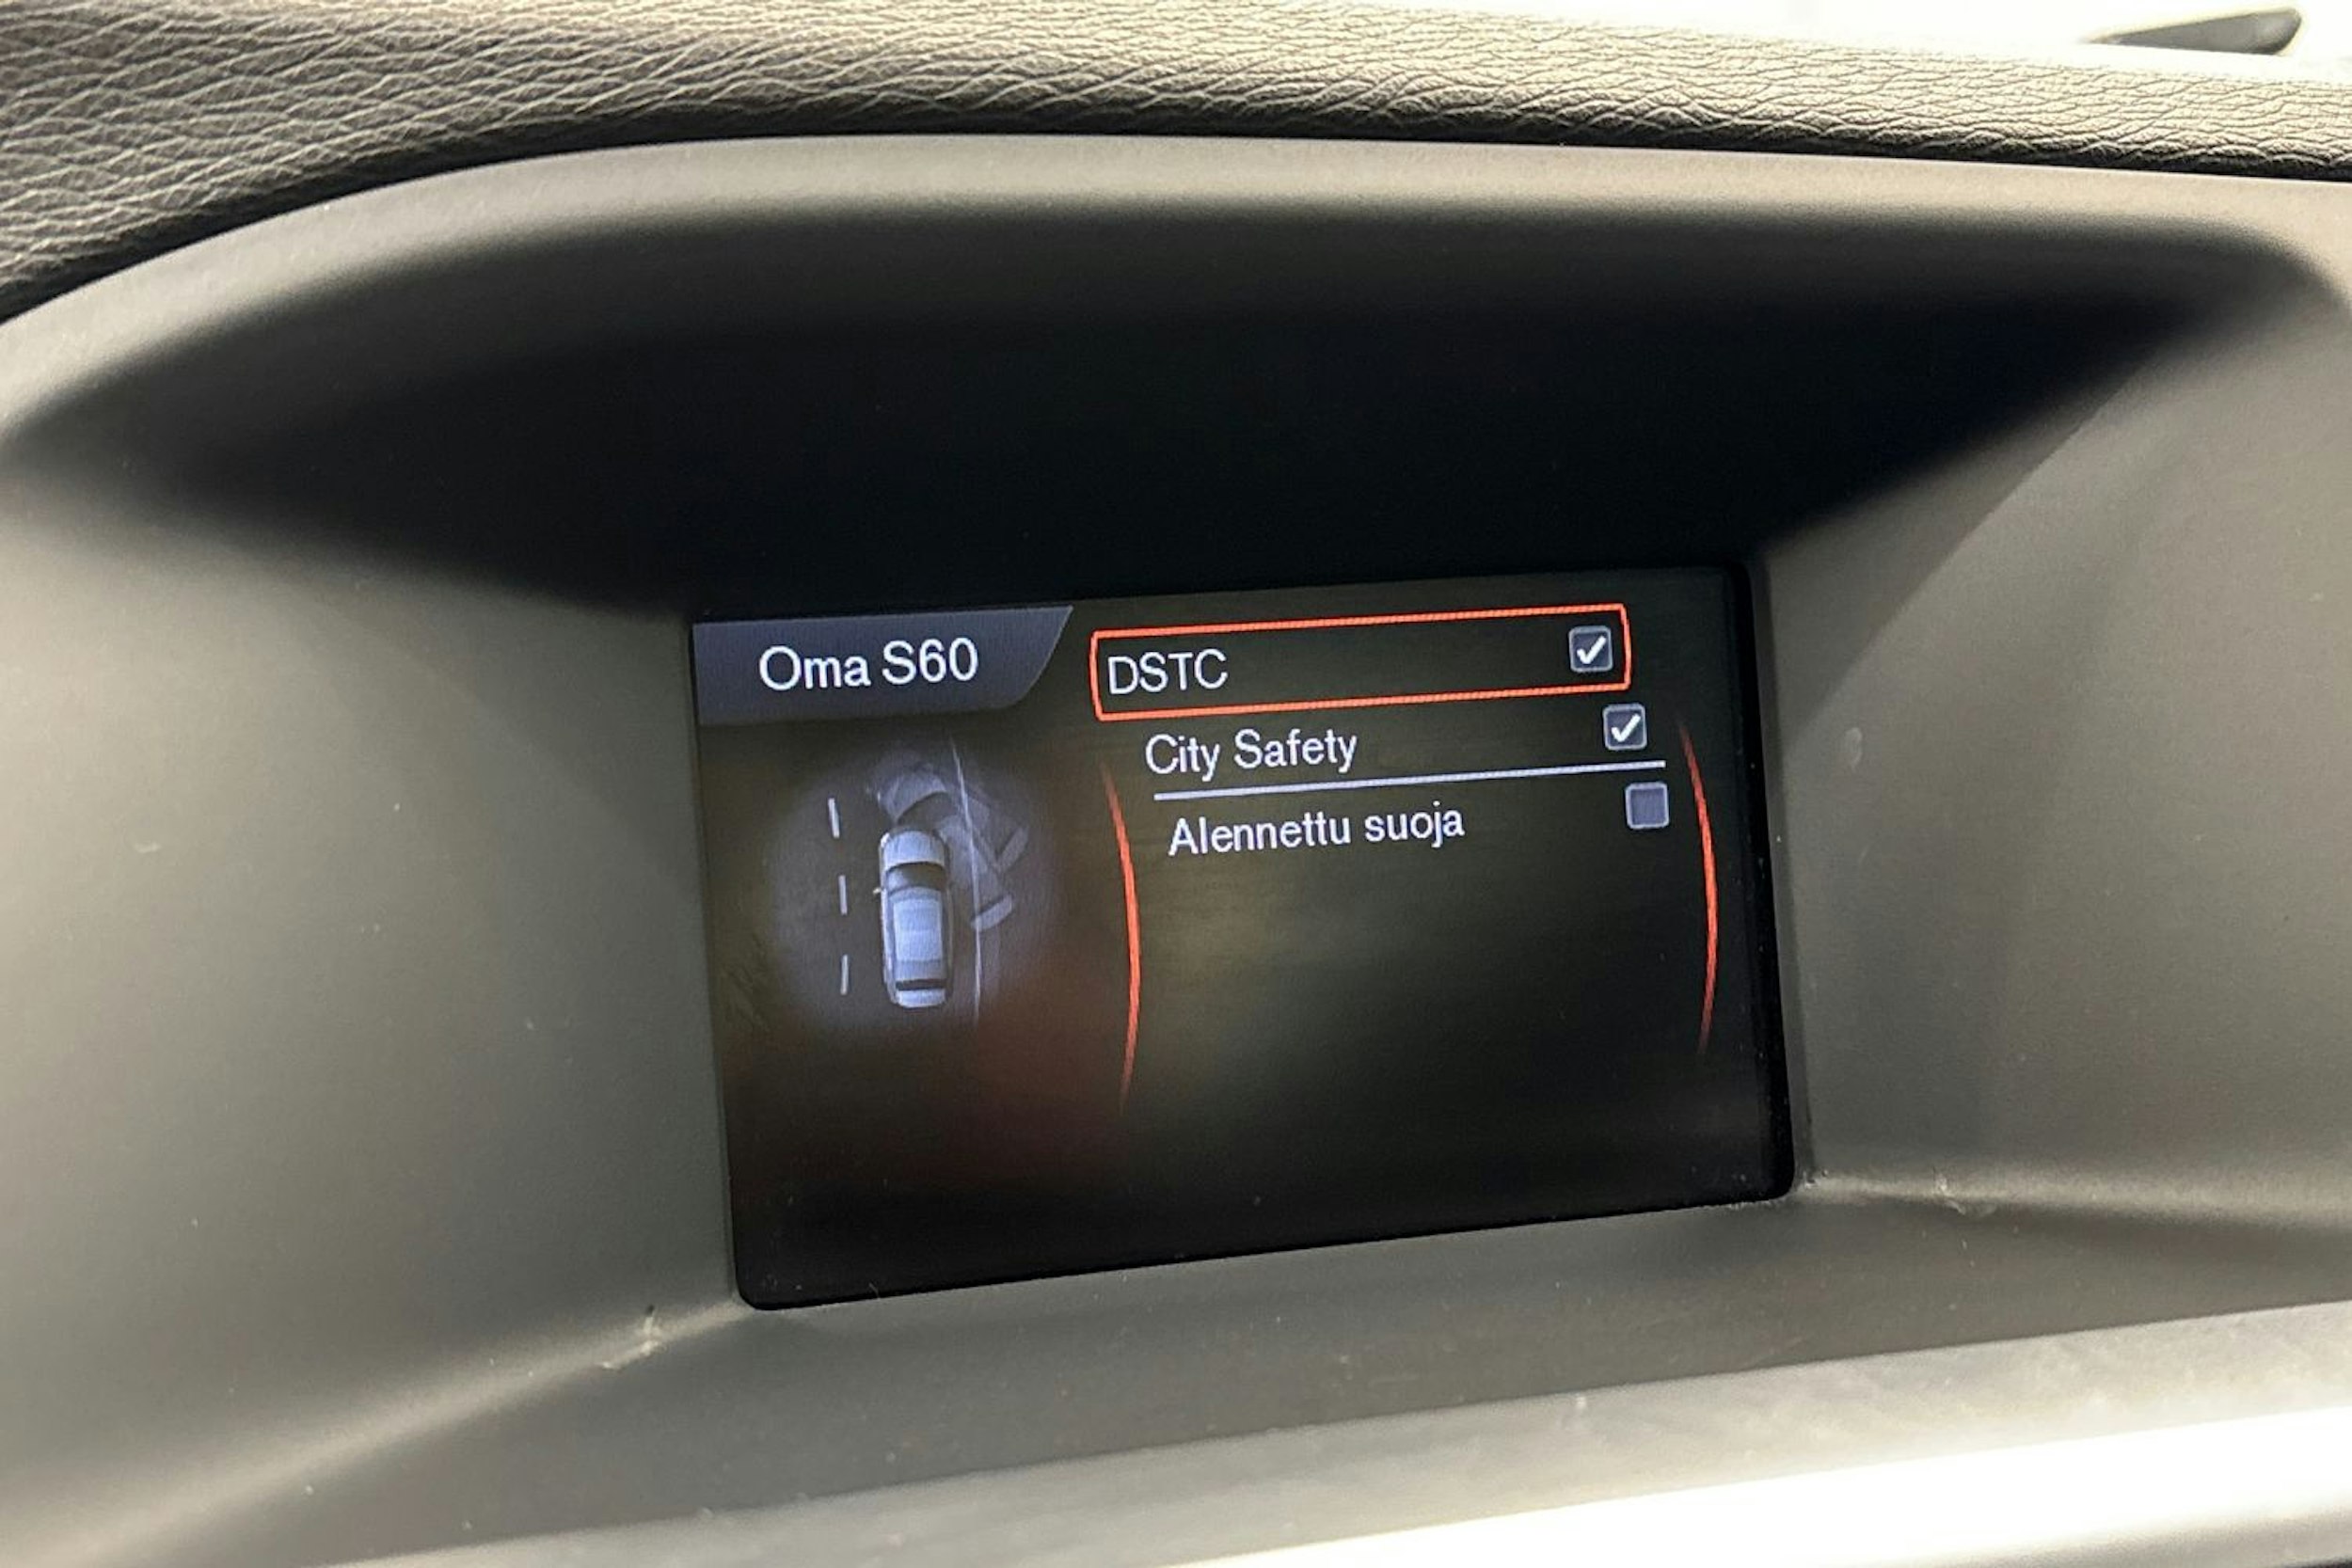 Oma S60
DSTC
City Safety
Alennettu suoja